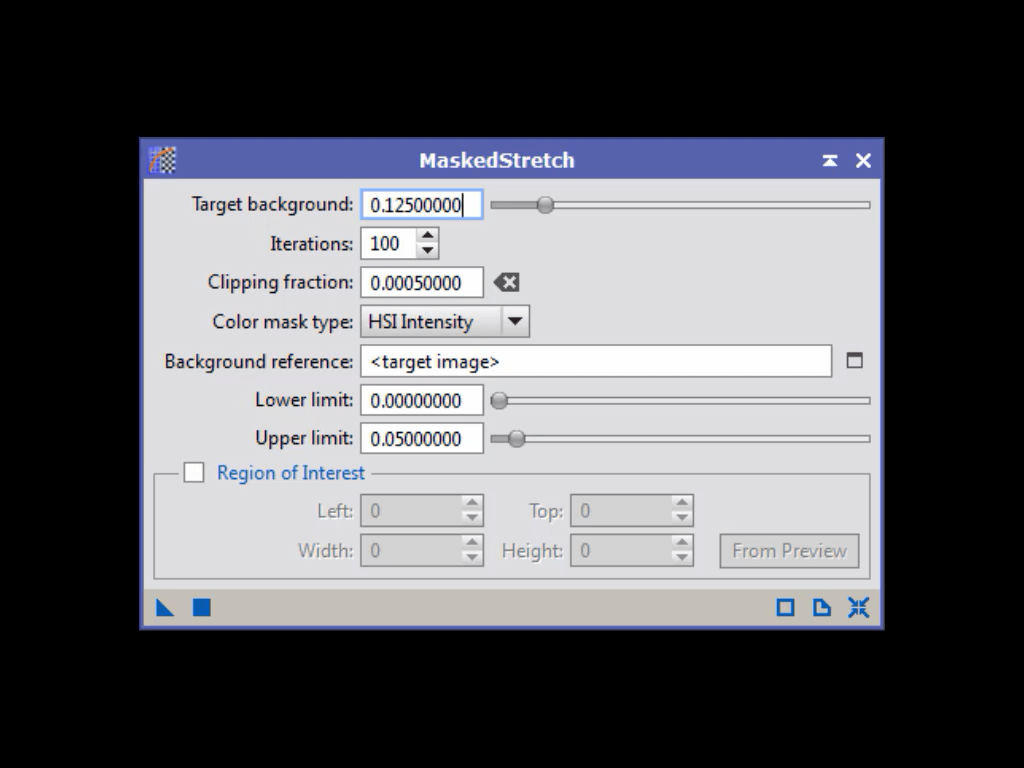 MaskedStretch
Target background: 0.12500000
Iterations: 100
Clipping fraction: 0.00050000
Color mask type: HSI Intensity
Background reference: <target image>
Lower limit: 0.00000000
Upper limit: 0.05000000
Region of Interest
Left: 0 Top: 0
Width: 0 Height: 0 From Preview